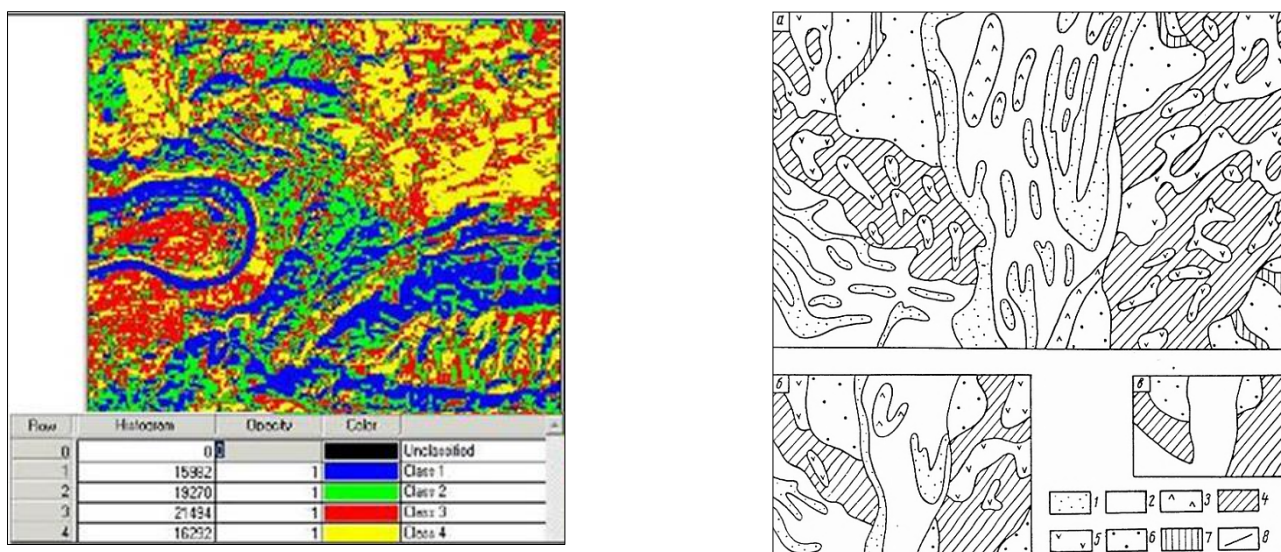 Row Histogram Opacity Color
0 0 0 Unclassified
1 15982 1 Class 1
2 19270 1 Class 2
3 21494 1 Class 3
4 16292 1 Class 4
а
б
в
1 2 3 4
5 6 7 8